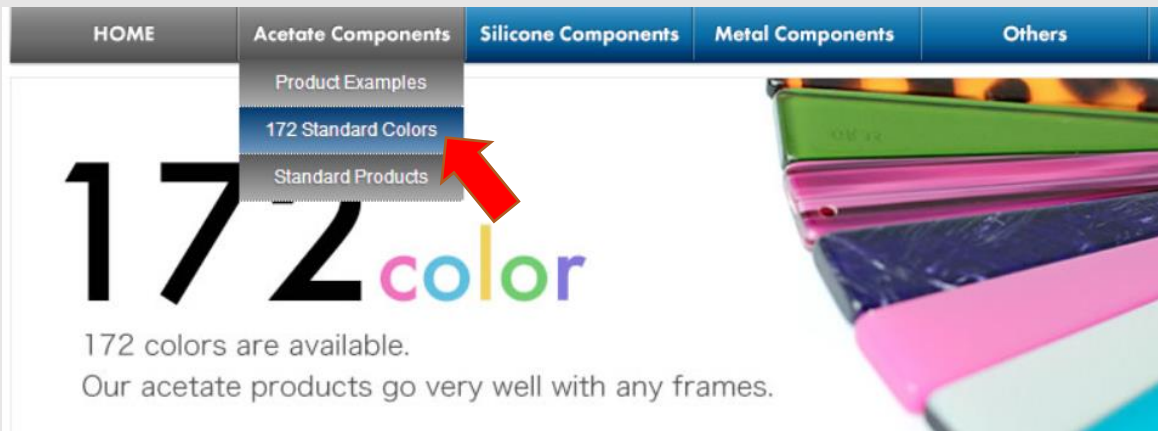 HOME Acetate Components Silicone Components Metal Components Others
Product Examples
172 Standard Colors
Standard Products
172 color
172 colors are available.
Our acetate products go very well with any frames.